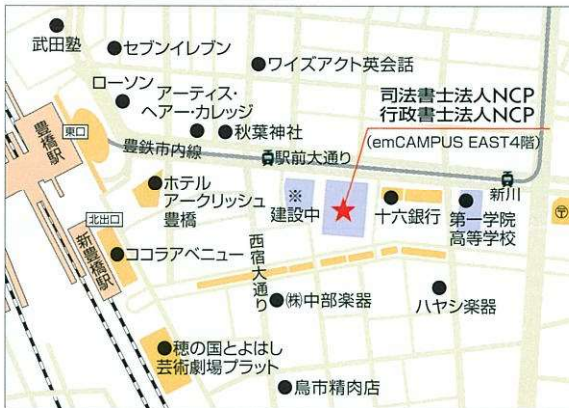 武田塾
セブンイレブン
ワイズアクト英会話
ローソン
アーティス・
ヘアー・カレッジ
秋葉神社
司法書士法人NCP
行政書士法人NCP
(emCAMPUS EAST4階)
豊橋駅
東口
豊鉄市内線
駅前大通り
新川
ホテル
アークリッシュ
豊橋
※
建設中
十六銀行
第一学院
高等学校
〒
北出口
新豊橋駅
ココラアベニュー
西宿大通り
㈱中部楽器
ハヤシ楽器
穂の国とよはし
芸術劇場プラット
鳥市精肉店